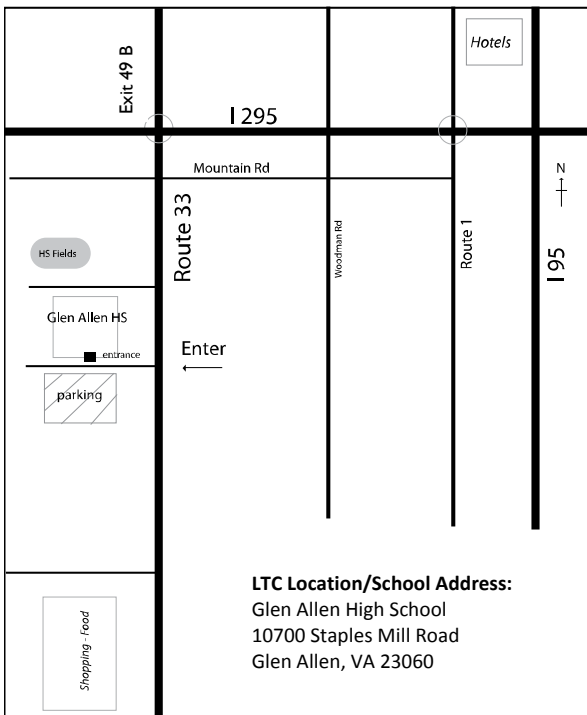 Exit 49 B
Hotels
I 295
Mountain Rd
N
Route 33
Woodman Rd
Route 1
I 95
HS Fields
Glen Allen HS
entrance
Enter
parking
Shopping - Food
LTC Location/School Address:
Glen Allen High School
10700 Staples Mill Road
Glen Allen, VA 23060